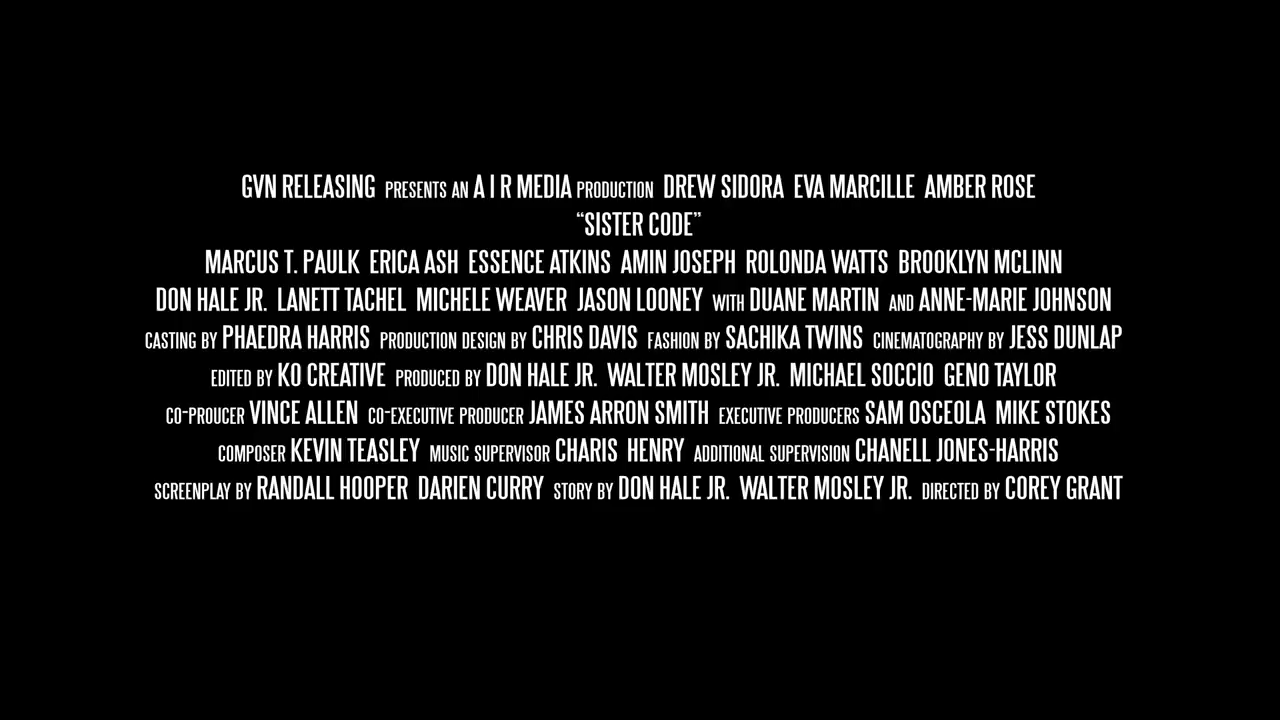 GVN RELEASING PRESENTS AN A I R MEDIA PRODUCTION DREW SIDORA EVA MARCILLE AMBER ROSE
“SISTER CODE”
MARCUS T. PAULK ERICA ASH ESSENCE ATKINS AMIN JOSEPH ROLONDA WATTS BROOKLYN MCLINN
DON HALE JR. LANETT TACHEL MICHELE WEAVER JASON LOONEY WITH DUANE MARTIN AND ANNE-MARIE JOHNSON
CASTING BY PHAEDRA HARRIS PRODUCTION DESIGN BY CHRIS DAVIS FASHION BY SACHIKA TWINS CINEMATOGRAPHY BY JESS DUNLAP
EDITED BY KO CREATIVE PRODUCED BY DON HALE JR. WALTER MOSLEY JR. MICHAEL SOCCIO GENO TAYLOR
CO-PROUCER VINCE ALLEN CO-EXECUTIVE PRODUCER JAMES ARRON SMITH EXECUTIVE PRODUCERS SAM OSCEOLA MIKE STOKES
COMPOSER KEVIN TEASLEY MUSIC SUPERVISOR CHARIS HENRY ADDITIONAL SUPERVISION CHANELL JONES-HARRIS
SCREENPLAY BY RANDALL HOOPER DARIEN CURRY STORY BY DON HALE JR. WALTER MOSLEY JR. DIRECTED BY COREY GRANT